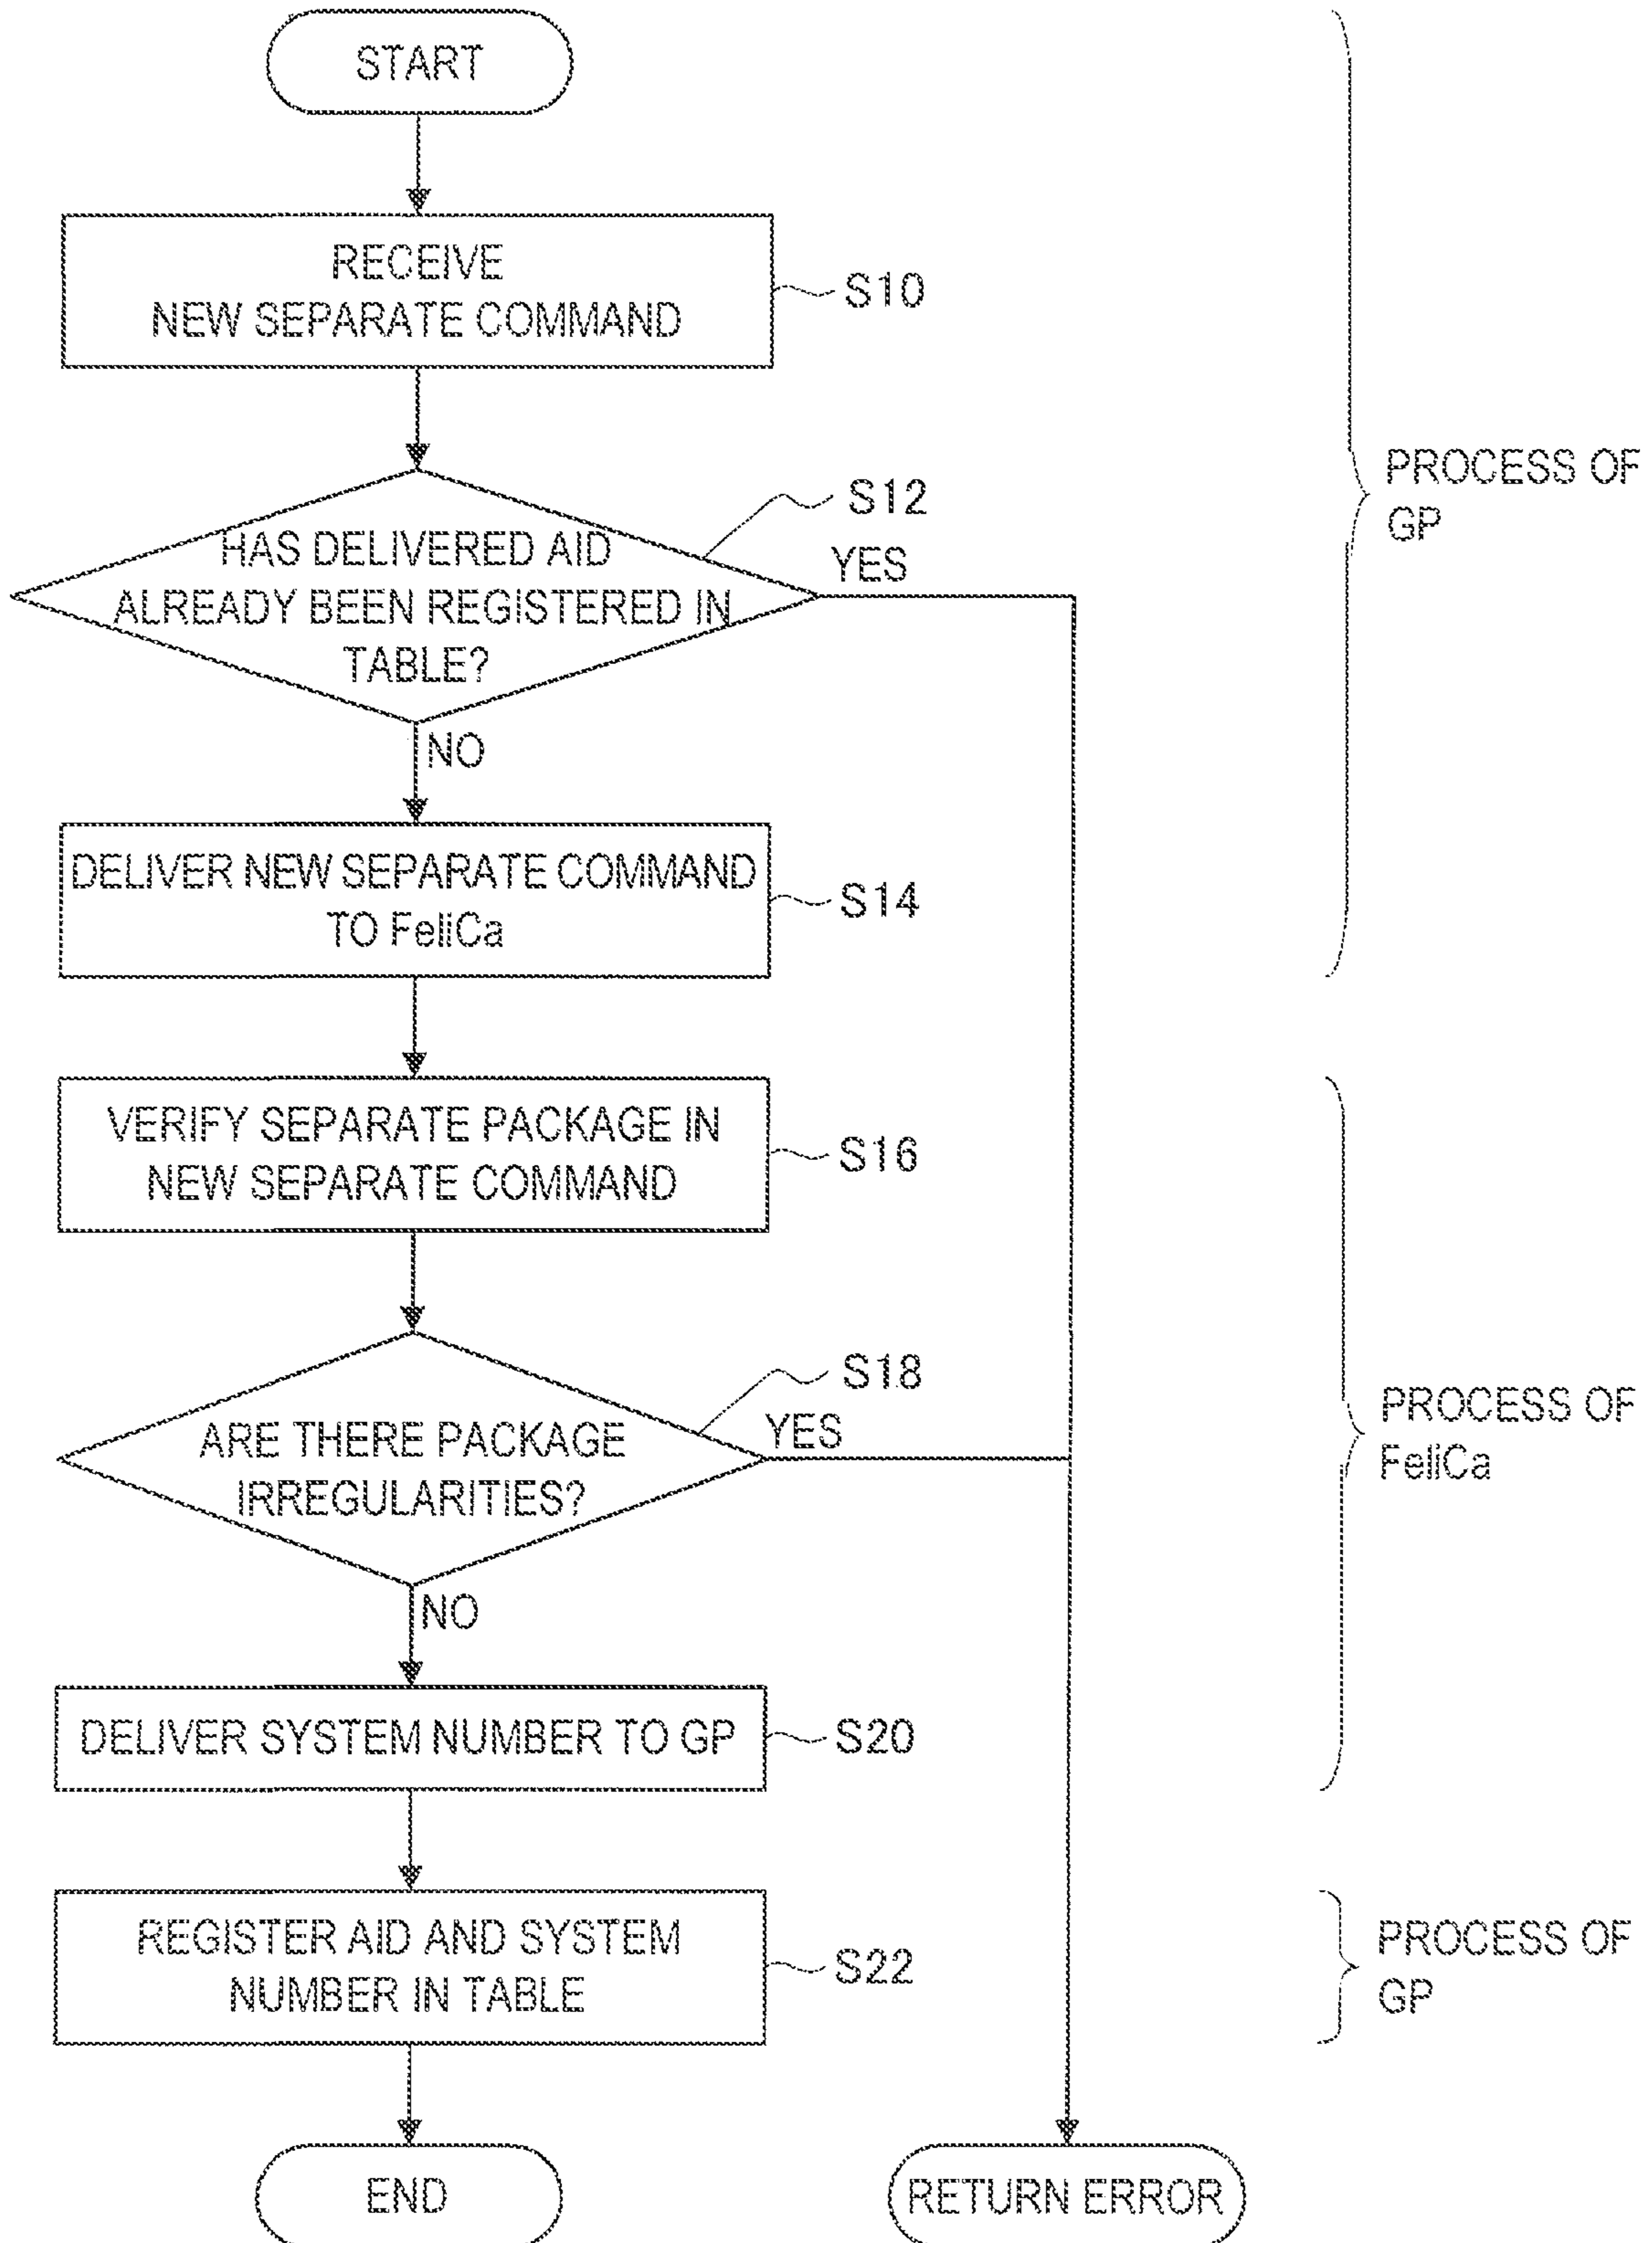 START
RECEIVE
NEW SEPARATE COMMAND
S10
S12
HAS DELIVERED AID
ALREADY BEEN REGISTERED IN
TABLE?
YES
NO
PROCESS OF
GP
DELIVER NEW SEPARATE COMMAND
TO FeliCa
S14
VERIFY SEPARATE PACKAGE IN
NEW SEPARATE COMMAND
S16
S18
ARE THERE PACKAGE
IRREGULARITIES?
YES
NO
PROCESS OF
FeliCa
DELIVER SYSTEM NUMBER TO GP
S20
REGISTER AID AND SYSTEM
NUMBER IN TABLE
S22
PROCESS OF
GP
END
RETURN ERROR